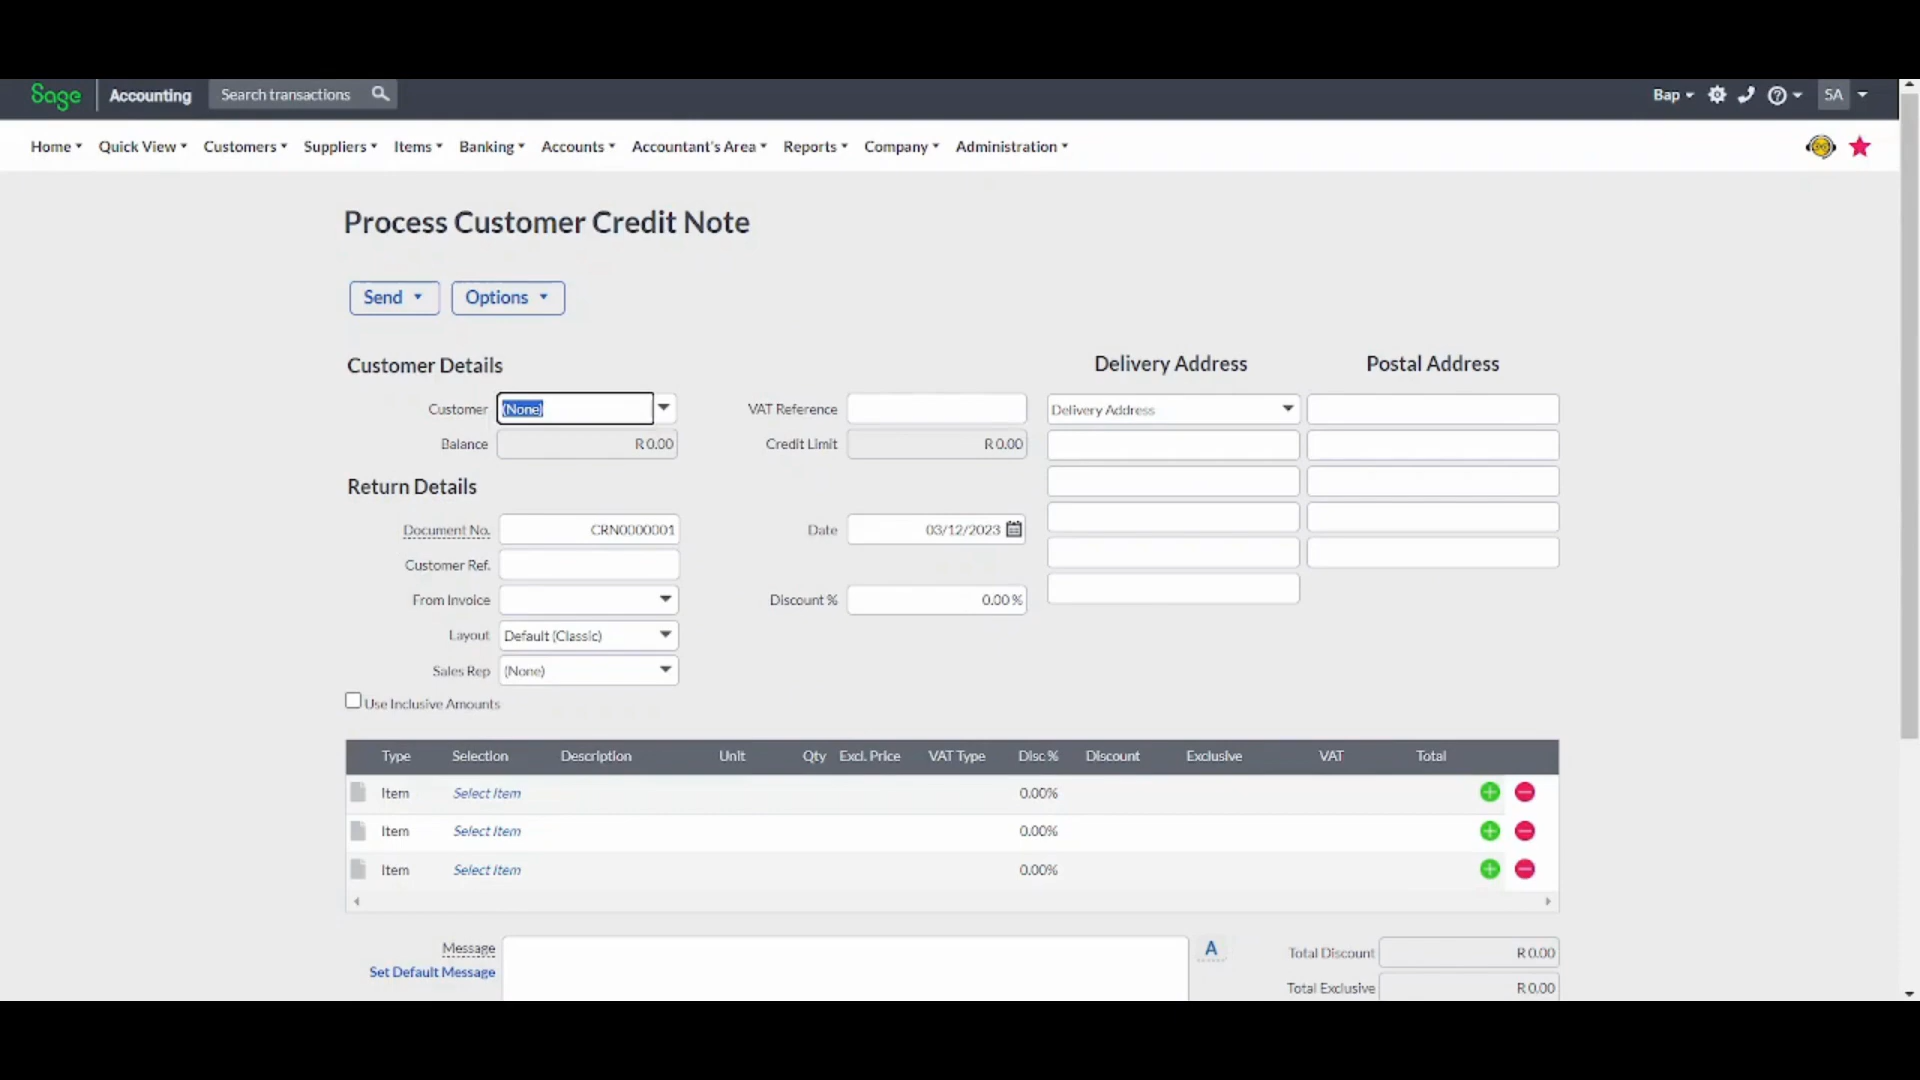 Sage Accounting Search transactions Bap SA
Home Quick View Customers Suppliers Items Banking Accounts Accountant's Area Reports Company Administration
Process Customer Credit Note
Send Options
Customer Details Delivery Address Postal Address
Customer (None) VAT Reference Delivery Address
Balance R0.00 Credit Limit R0.00
Return Details
Document No. CRN0000001 Date 03/12/2023
Customer Ref.
From Invoice Discount % 0.00%
Layout Default (Classic)
Sales Rep (None)
Use Inclusive Amounts
Type Selection Description Unit Qty Excl. Price VAT Type Disc% Discount Exclusive VAT Total
Item Select Item 0.00%
Item Select Item 0.00%
Item Select Item 0.00%
Message A Total Discount R0.00
Set Default Message
Total Exclusive R0.00